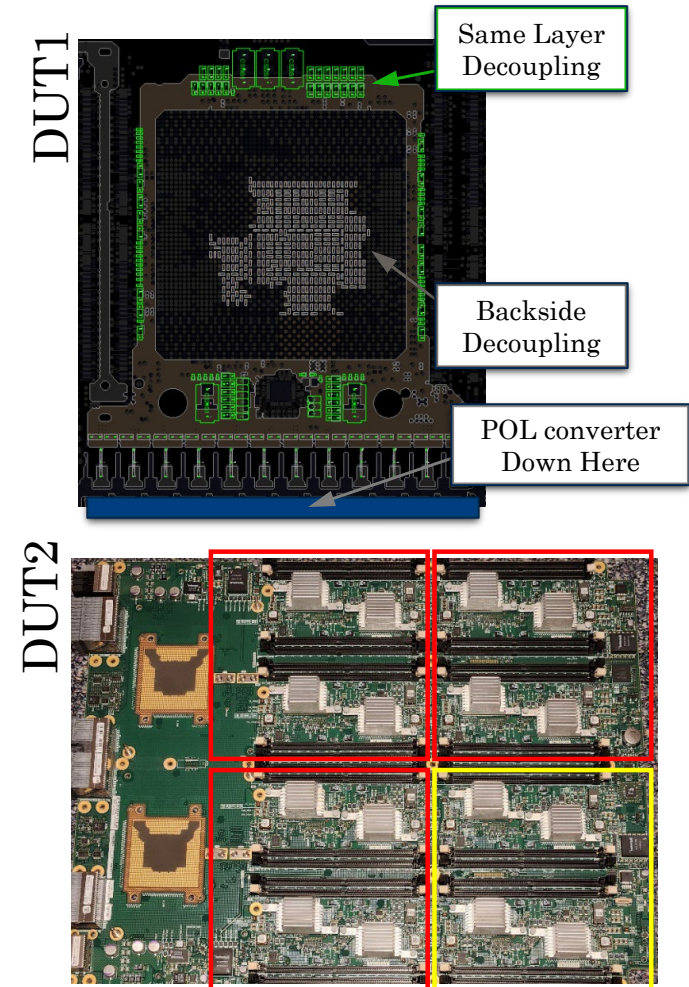 DUT1
Same Layer
Decoupling
Backside
Decoupling
POL converter
Down Here
DUT2